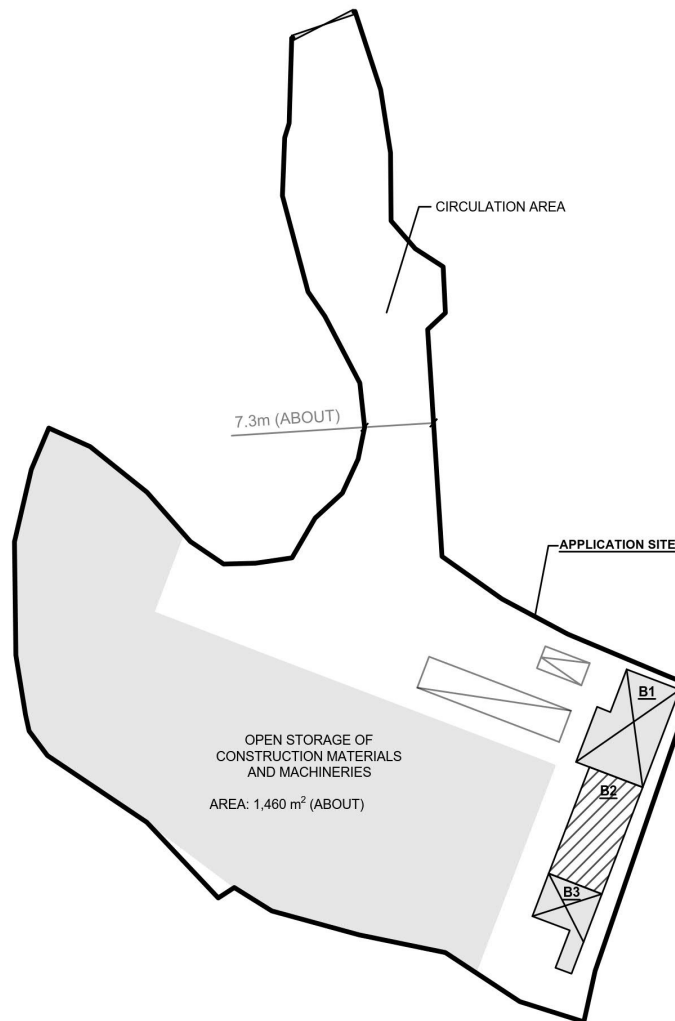 CIRCULATION AREA
7.3m (ABOUT)
APPLICATION SITE
B1
B2
B3
OPEN STORAGE OF
CONSTRUCTION MATERIALS
AND MACHINERIES
AREA: 1,460 m² (ABOUT)